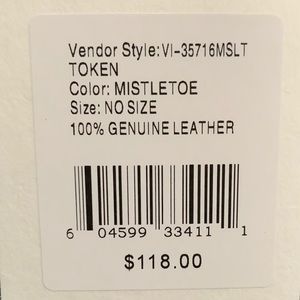 Vendor Style: VI-35716MSLT
TOKEN
Color: MISTLETOE
Size: NO SIZE
100% GENUINE LEATHER
6 04599 33411 1
$118.00